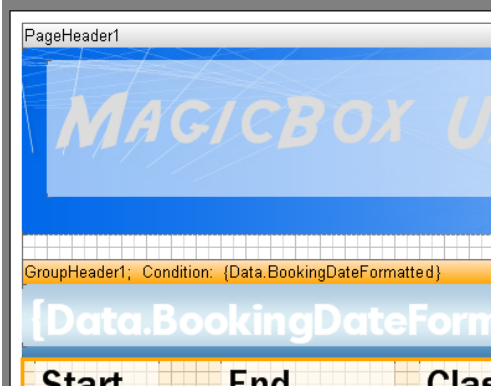 PageHeader1
MAGICBOX U
GroupHeader1; Condition: {Data.BookingDateFormatted}
{Data.BookingDateForm
Start End Clas